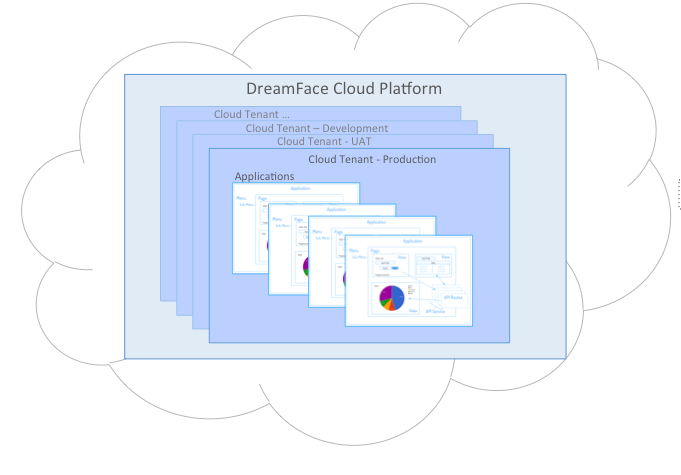 DreamFace Cloud Platform
Cloud Tenant ...
Cloud Tenant – Development
Cloud Tenant - UAT
Cloud Tenant - Production
Applications
Application
Menu
Page
Sub Menu
Application
Menu
Page
Sub Menu
Application
Menu
Page
Sub Menu
Application
Menu
Page
Sub Menu
View
View
API Router
View
API Service